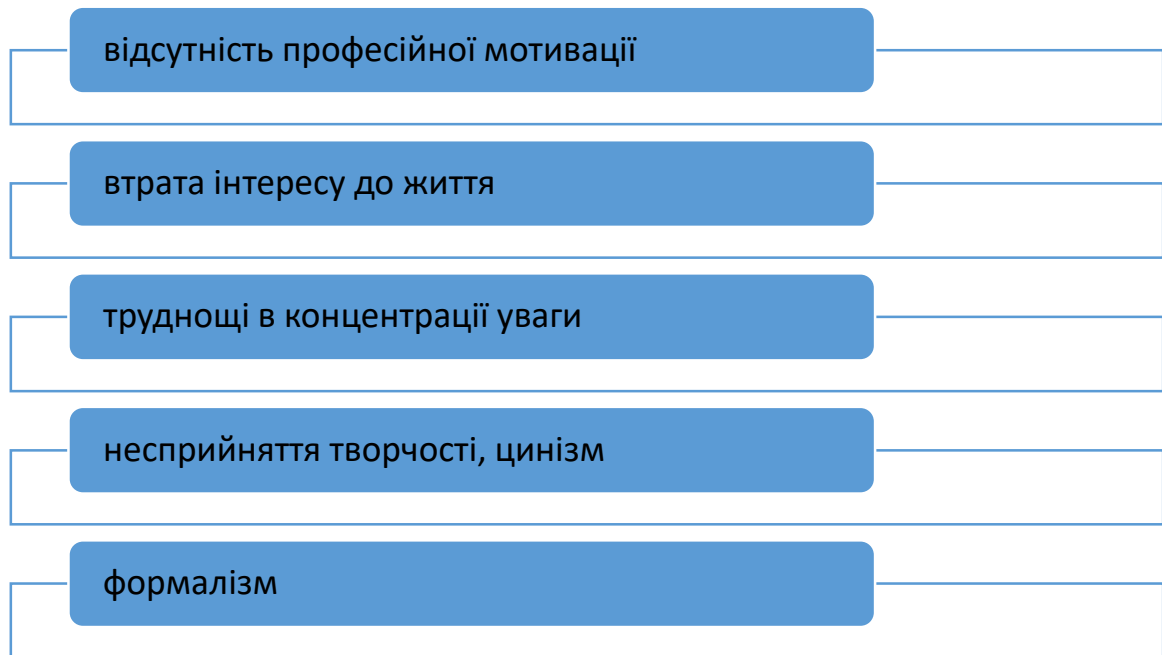 відсутність професійної мотивації
втрата інтересу до життя
труднощі в концентрації уваги
несприйняття творчості, цинізм
формалізм